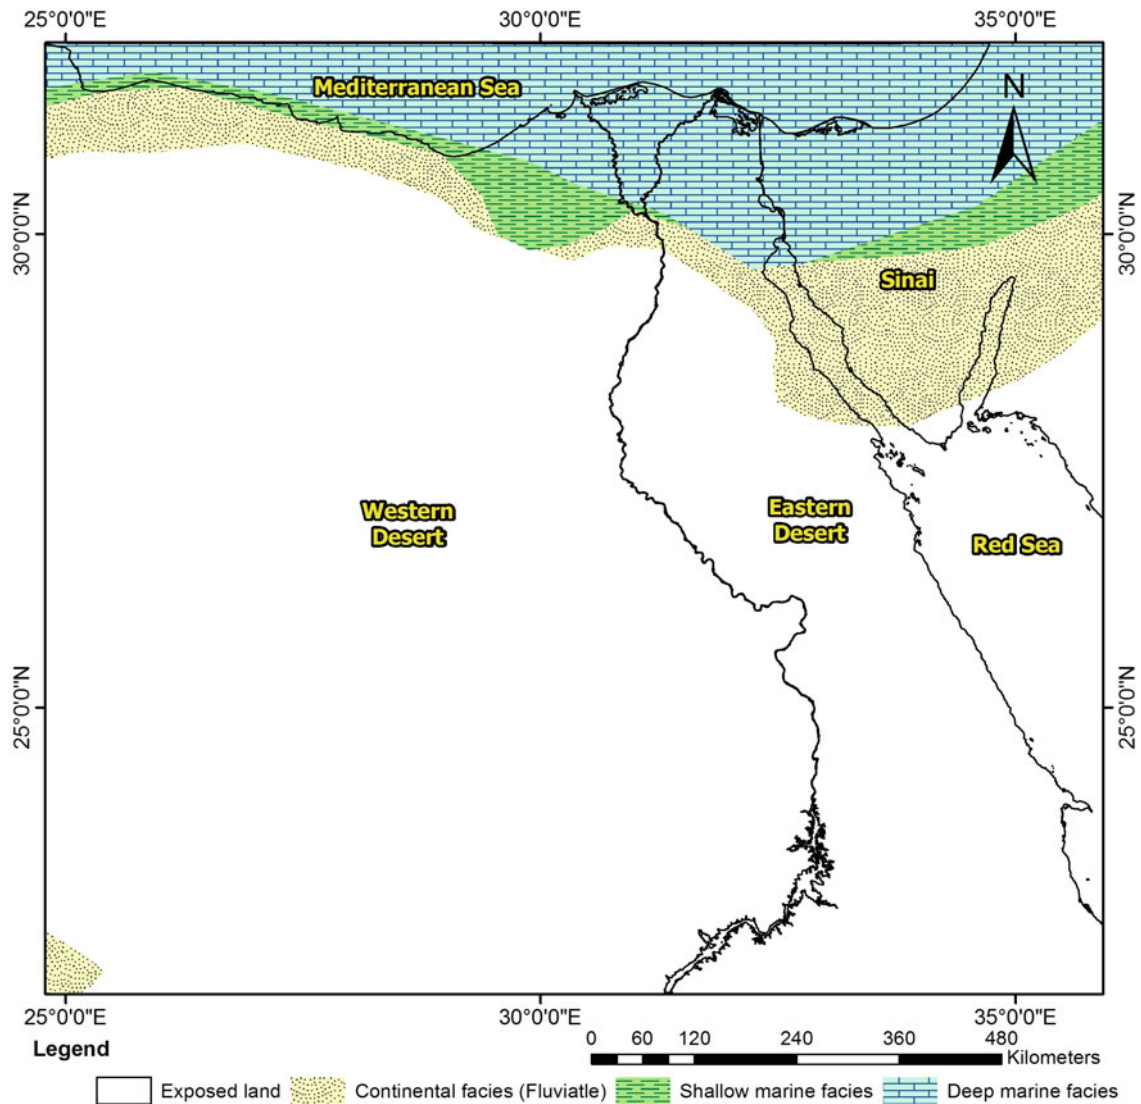 25°0'0"E 30°0'0"E 35°0'0"E
Mediterranean Sea
N
30°0'0"N 30°0'0"N
Sinai
Western
Desert
Eastern
Desert
Red Sea
25°0'0"N 25°0'0"N
25°0'0"E 30°0'0"E 35°0'0"E
Legend
0 60 120 240 360 480
Kilometers
Exposed land Continental facies (Fluviatle) Shallow marine facies Deep marine facies